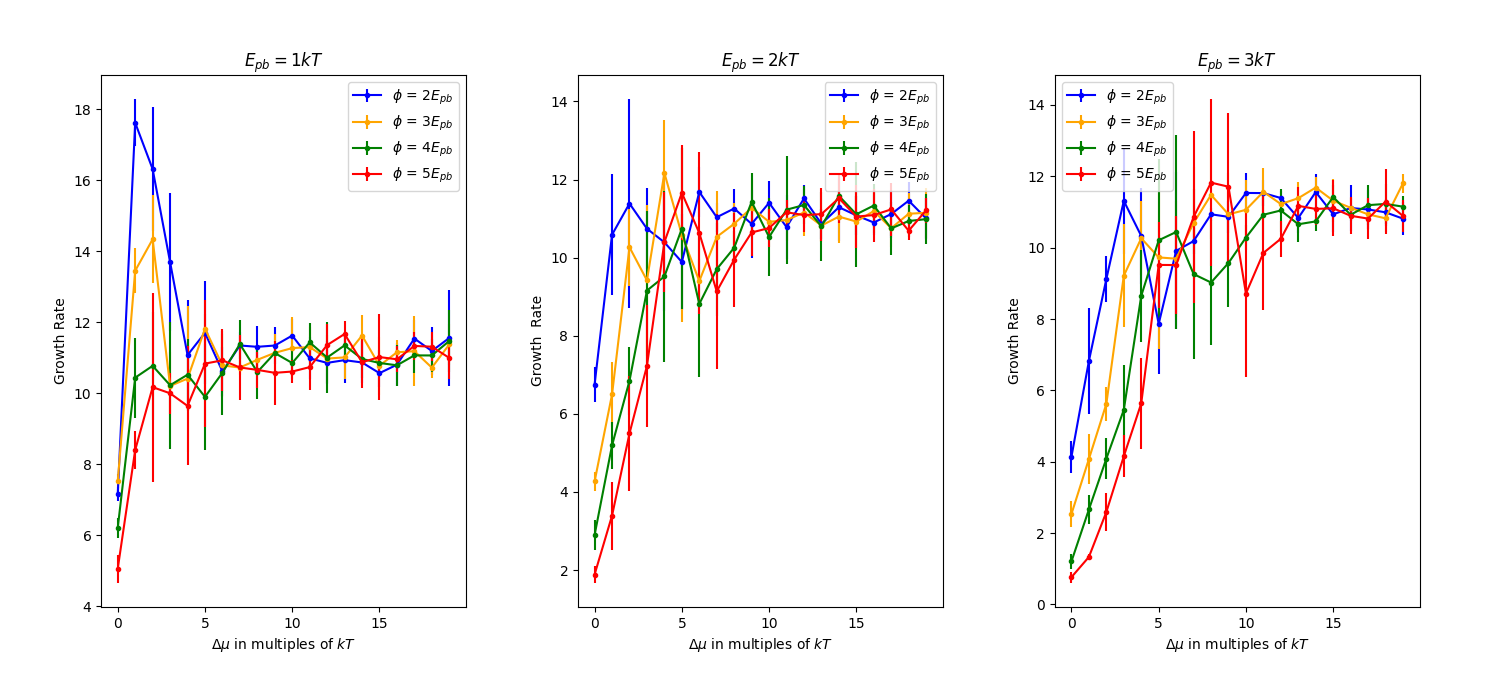 E_pb = 1kT
18
16
14
12
10
8
6
4
0
5
10
15
Growth Rate
Δμ in multiples of kT
ϕ = 2E_pb
ϕ = 3E_pb
ϕ = 4E_pb
ϕ = 5E_pb
E_pb = 2kT
14
12
10
8
6
4
2
0
5
10
15
Growth Rate
Δμ in multiples of kT
ϕ = 2E_pb
ϕ = 3E_pb
ϕ = 4E_pb
ϕ = 5E_pb
E_pb = 3kT
14
12
10
8
6
4
2
0
0
5
10
15
Growth Rate
Δμ in multiples of kT
ϕ = 2E_pb
ϕ = 3E_pb
ϕ = 4E_pb
ϕ = 5E_pb